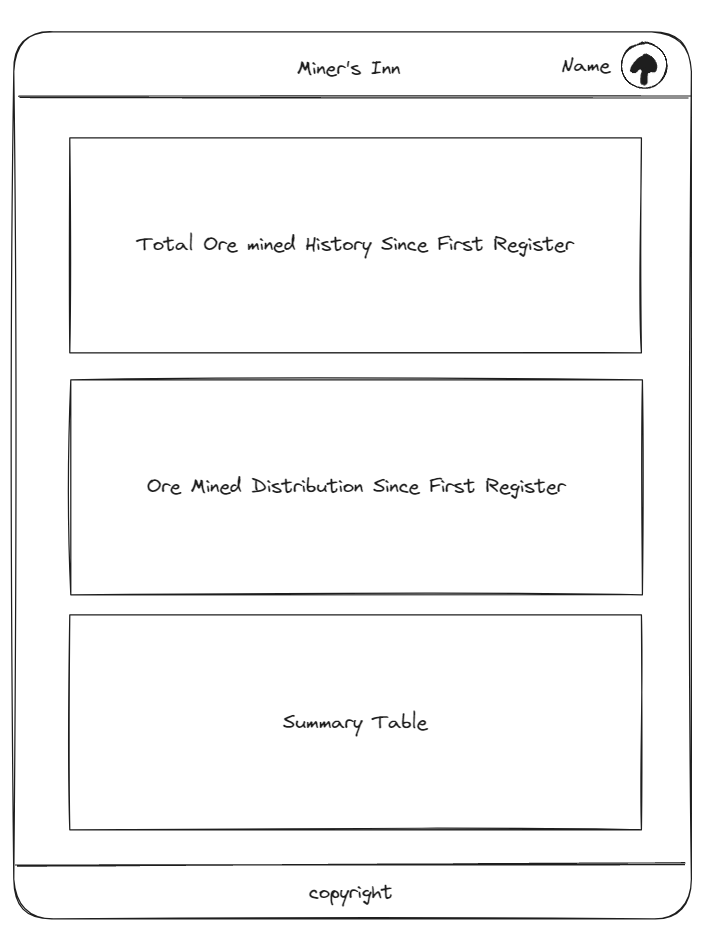 Miner's Inn
Name
Total Ore mined History Since First Register
Ore Mined Distribution Since First Register
Summary Table
copyright